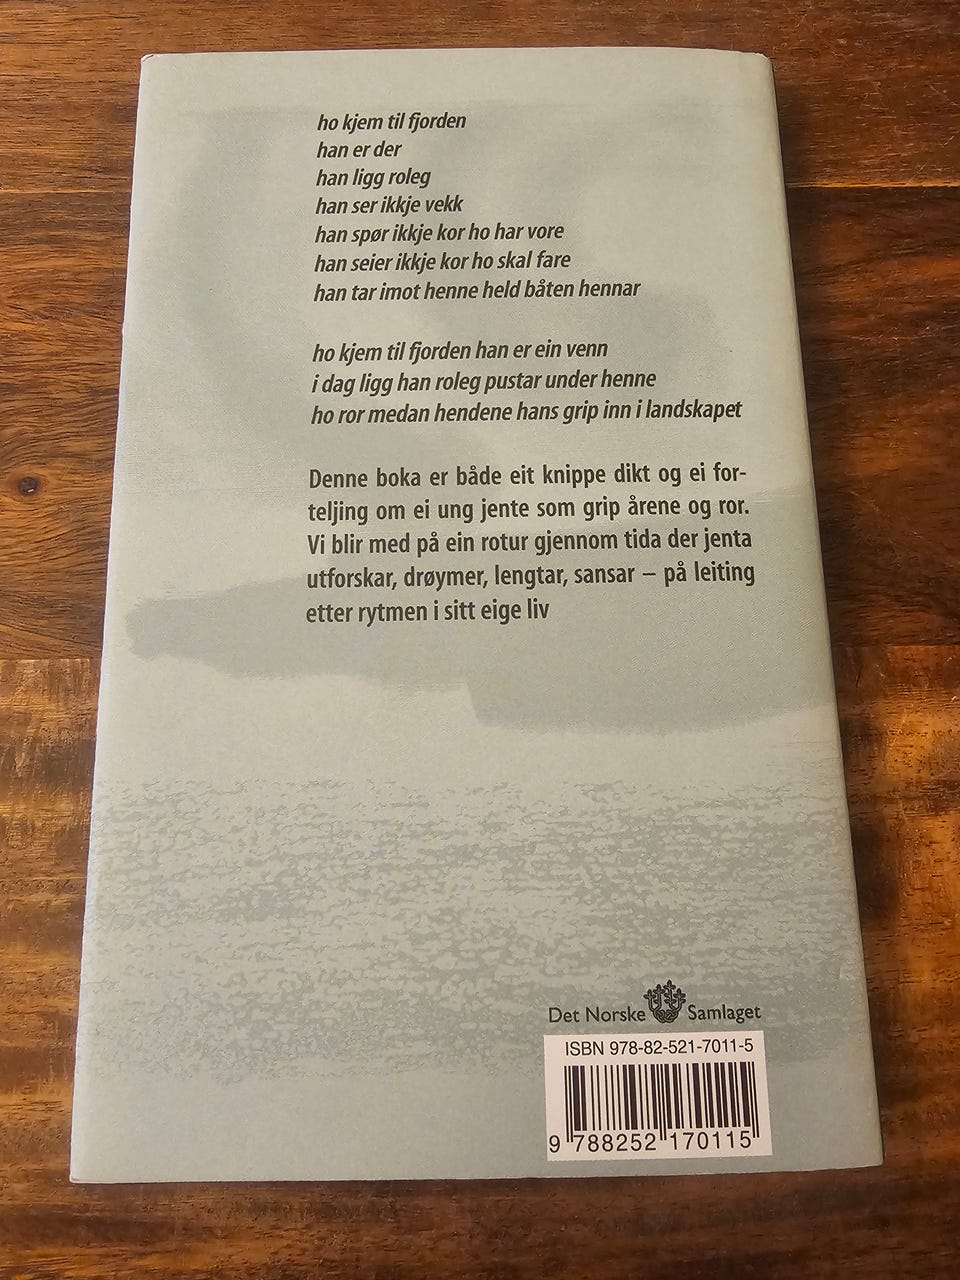 ho kjem til fjorden
han er der
han ligg roleg
han ser ikkje vekk
han spør ikkje kor ho har vore
han seier ikkje kor ho skal fare
han tar imot henne held båten hennar
ho kjem til fjorden han er ein venn
i dag ligg han roleg pustar under henne
ho ror medan hendene hans grip inn i landskapet
Denne boka er både eit knippe dikt og ei for-
teljing om ei ung jente som grip årene og ror.
Vi blir med på ein rotur gjennom tida der jenta
utforskar, drøymer, lengtar, sansar – på leiting
etter rytmen i sitt eige liv
Det Norske Samlaget
ISBN 978-82-521-7011-5
9 788252 170115